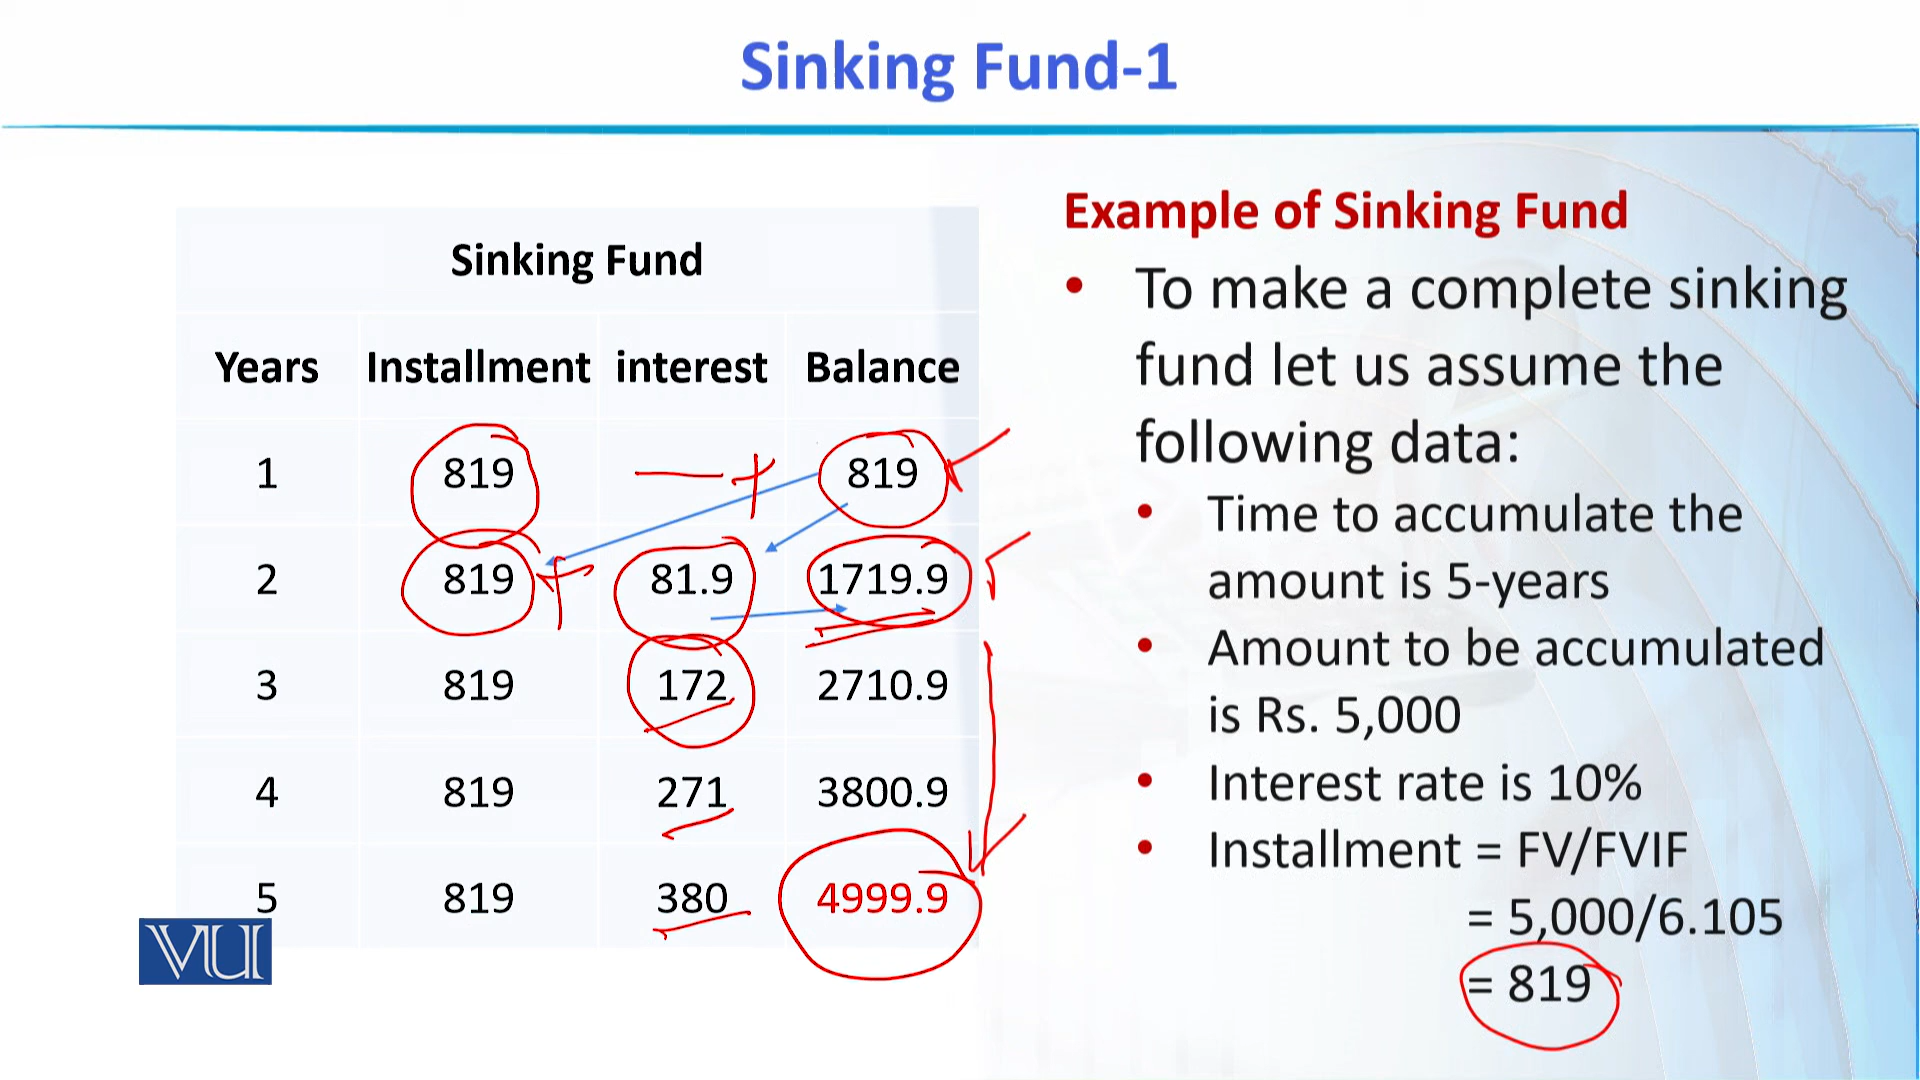 Sinking Fund-1
Sinking Fund
Years Installment interest Balance
1 819 — 819
2 819 81.9 1719.9
3 819 172 2710.9
4 819 271 3800.9
5 819 380 4999.9
VU
Example of Sinking Fund
• To make a complete sinking
fund let us assume the
following data:
• Time to accumulate the
amount is 5-years
• Amount to be accumulated
is Rs. 5,000
• Interest rate is 10%
• Installment = FV/FVIF
= 5,000/6.105
= 819